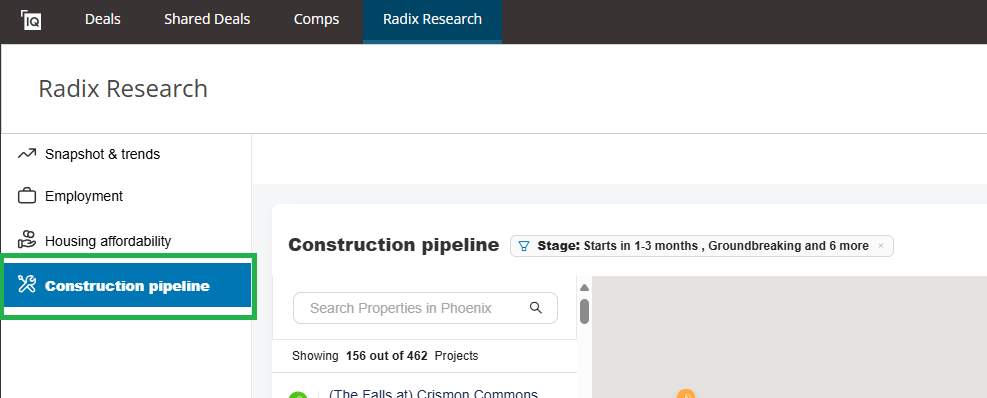 IQ Deals Shared Deals Comps Radix Research
Radix Research
Snapshot & trends
Employment
Housing affordability
Construction pipeline
Construction pipeline Stage: Starts in 1-3 months , Groundbreaking and 6 more ×
Search Properties in Phoenix
Showing 156 out of 462 Projects
(The Falls at) Crismon Commons